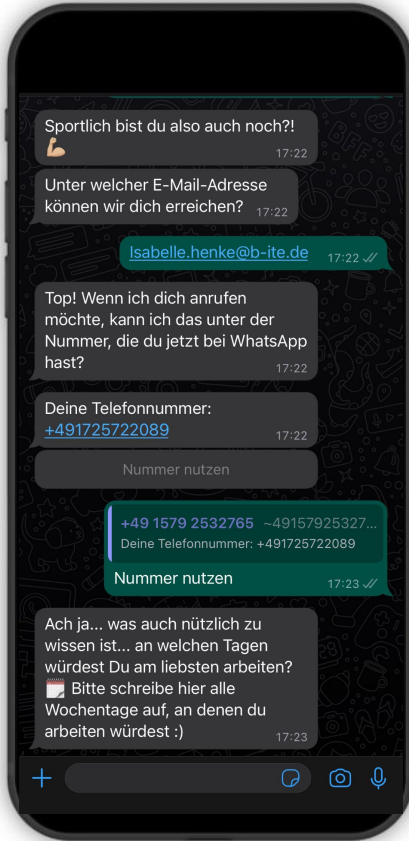 Sportlich bist du also auch noch?!
💪🏼
17:22
Unter welcher E-Mail-Adresse
können wir dich erreichen? 17:22
Isabelle.henke@b-ite.de 17:22
Top! Wenn ich dich anrufen
möchte, kann ich das unter der
Nummer, die du jetzt bei WhatsApp
hast?
17:22
Deine Telefonnummer:
+491725722089
17:22
Nummer nutzen
+49 1579 2532765 ~49157925327...
Deine Telefonnummer: +491725722089
Nummer nutzen
17:23
Ach ja... was auch nützlich zu
wissen ist... an welchen Tagen
würdest Du am liebsten arbeiten?
🗓️ Bitte schreibe hier alle
Wochentage auf, an denen du
arbeiten würdest :)
17:23